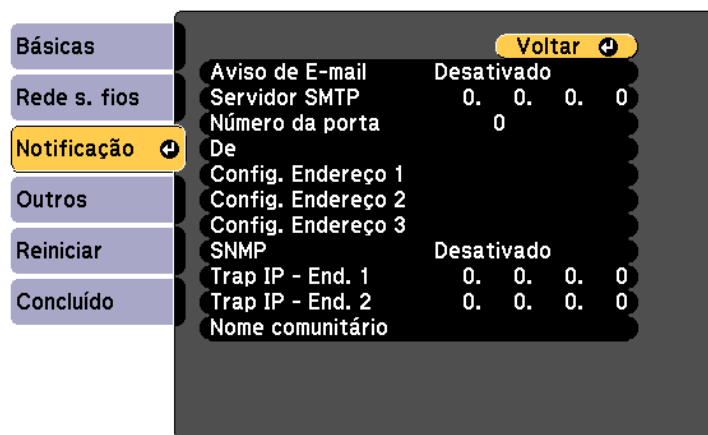 Básicas
Rede s. fios
Notificação
Outros
Reiniciar
Concluído
Voltar
Aviso de E-mail Desativado
Servidor SMTP 0. 0. 0. 0
Número da porta 0
De
Config. Endereço 1
Config. Endereço 2
Config. Endereço 3
SNMP Desativado
Trap IP - End. 1 0. 0. 0. 0
Trap IP - End. 2 0. 0. 0. 0
Nome comunitário